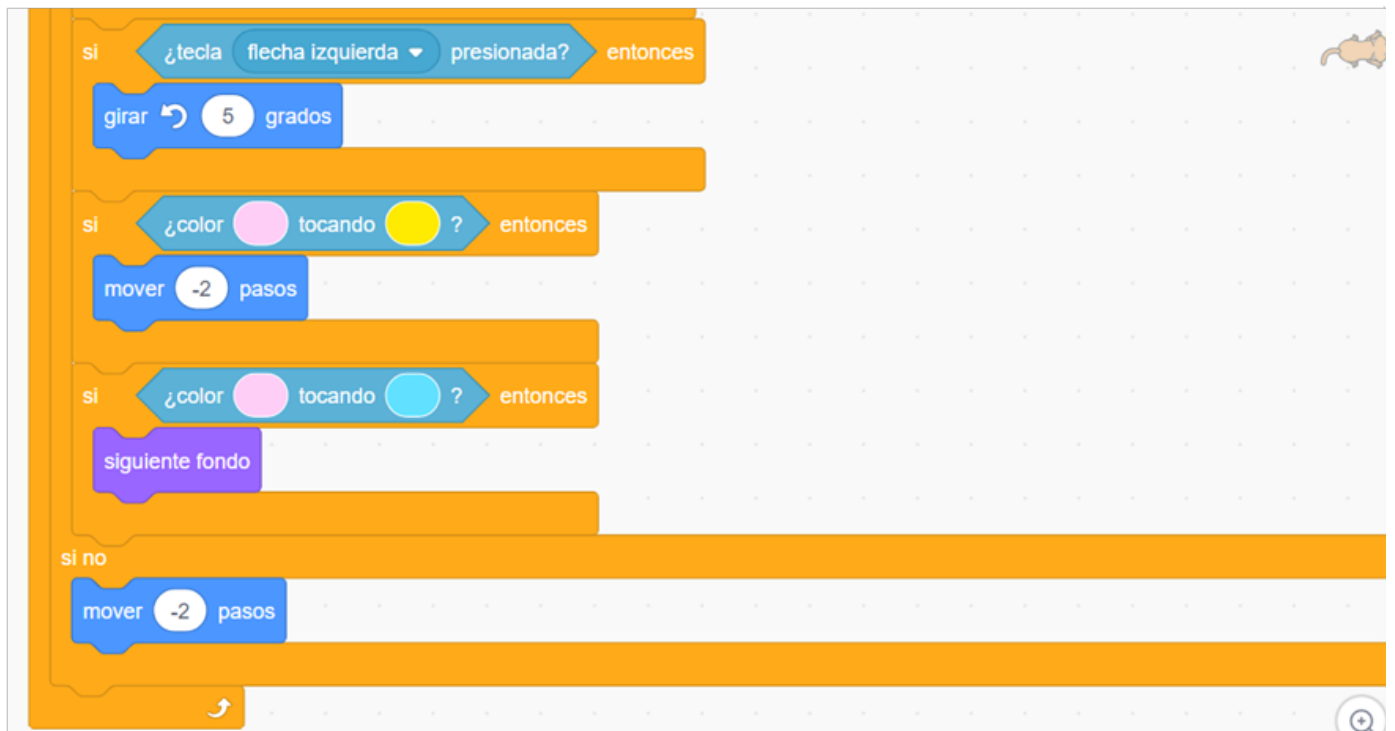 si ¿tecla flecha izquierda presionada? entonces
girar 5 grados
si ¿color tocando ? entonces
mover -2 pasos
si ¿color tocando ? entonces
siguiente fondo
si no
mover -2 pasos